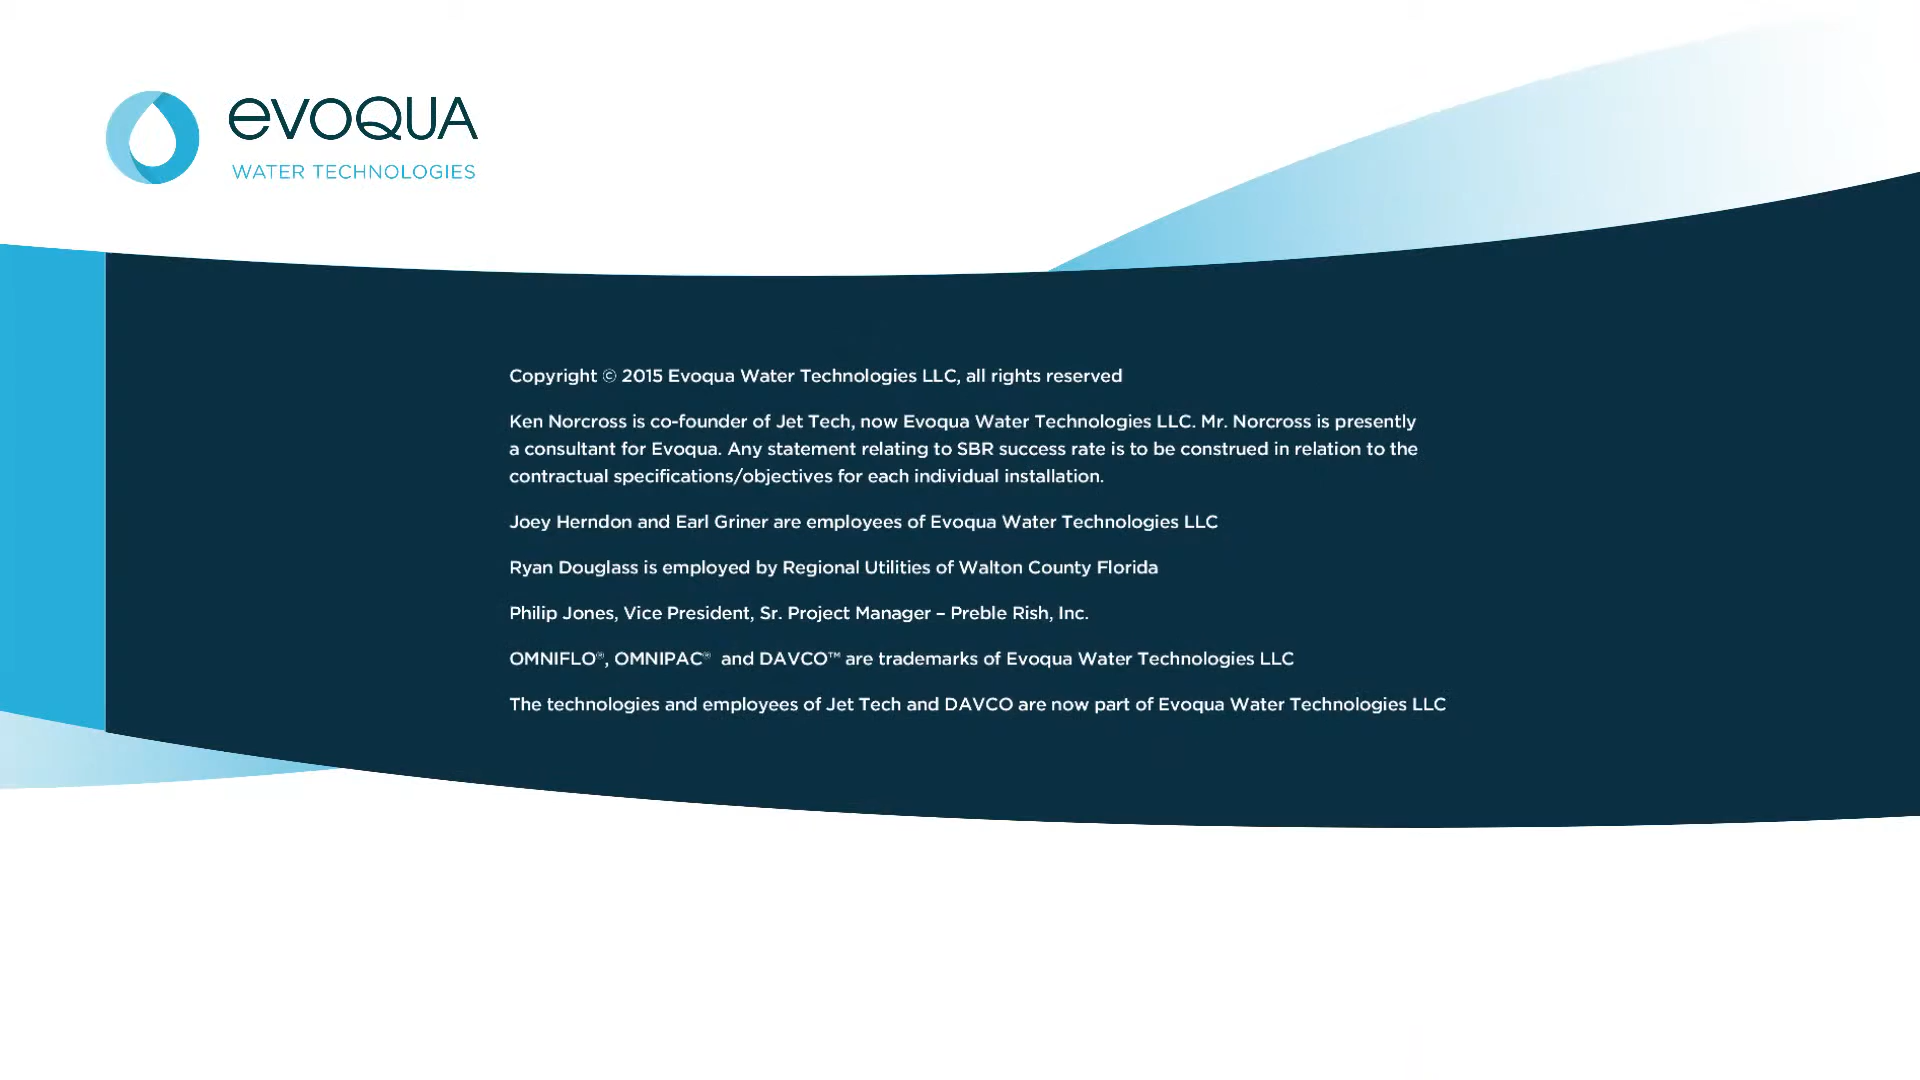 evoQUA
WATER TECHNOLOGIES
Copyright © 2015 Evoqua Water Technologies LLC, all rights reserved
Ken Norcross is co-founder of Jet Tech, now Evoqua Water Technologies LLC. Mr. Norcross is presently
a consultant for Evoqua. Any statement relating to SBR success rate is to be construed in relation to the
contractual specifications/objectives for each individual installation.
Joey Herndon and Earl Griner are employees of Evoqua Water Technologies LLC
Ryan Douglass is employed by Regional Utilities of Walton County Florida
Philip Jones, Vice President, Sr. Project Manager – Preble Rish, Inc.
OMNIFLO®, OMNIPAC® and DAVCO™ are trademarks of Evoqua Water Technologies LLC
The technologies and employees of Jet Tech and DAVCO are now part of Evoqua Water Technologies LLC